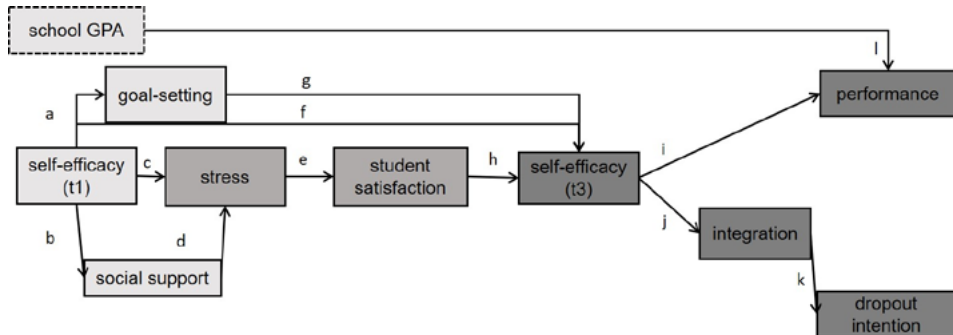 school GPA
l
goal-setting
g
performance
a
f
i
self-efficacy
(t1)
c
stress
e
student
satisfaction
h
self-efficacy
(t3)
j
integration
b
d
social support
k
dropout
intention